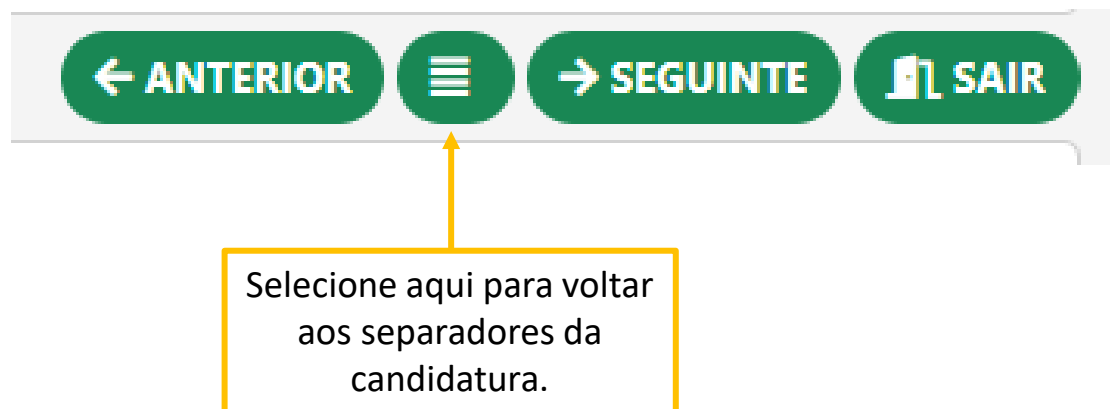 ANTERIOR SEGUINTE SAIR
Selecione aqui para voltar
aos separadores da
candidatura.